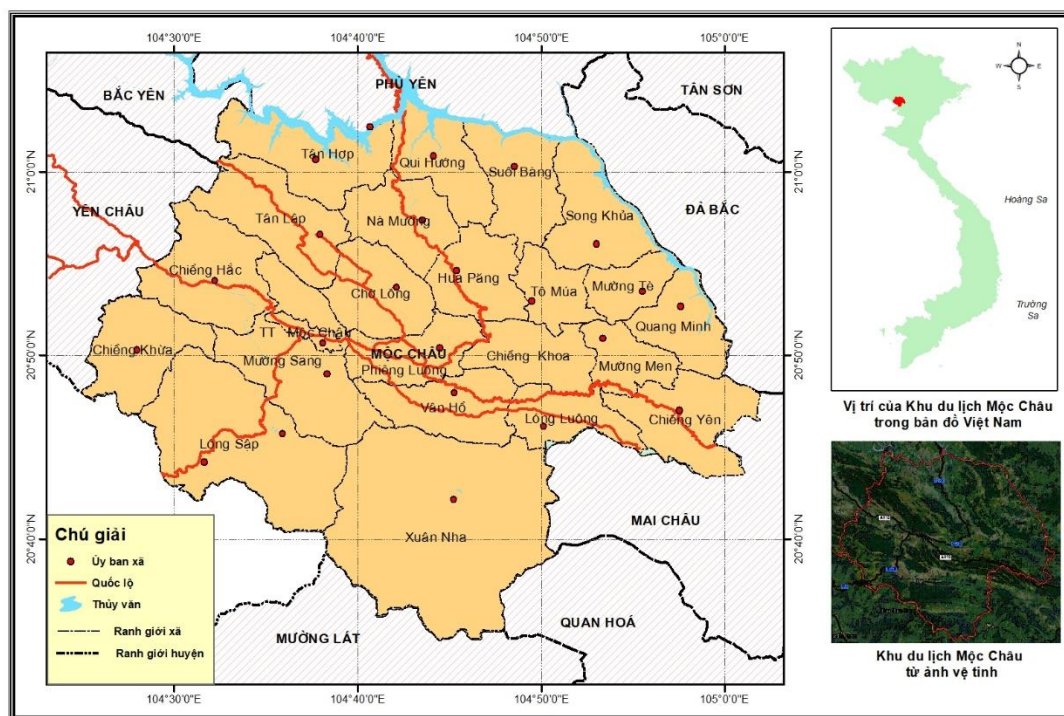 104°30'0"E
104°40'0"E
104°50'0"E
105°0'0"E
PHÙ YÊN
BẮC YÊN
TÂN SƠN
Tân Hợp
Qui Hướng
Suối Bàng
21°0'0"N
21°0'0"N
YÊN CHÂU
Tân Lập
Nà Mường
Song Khủa
ĐÀ BẮC
Chiềng Hắc
Hua Păng
Chờ Lồng
Tô Múa
Mường Tè
Quang Minh
20°50'0"N
20°50'0"N
TT Mộc Châu
Chiềng Khừa
MỘC CHÂU
Chiềng Khoa
Mường Sang
Phiêng Luông
Mường Men
Vân Hồ
Lóng Luông
Chiềng Yên
Lóng Sập
MAI CHÂU
Xuân Nha
20°40'0"N
20°40'0"N
MƯỜNG LÁT
QUAN HOÁ
104°30'0"E
104°40'0"E
104°50'0"E
105°0'0"E
Chú giải
Ủy ban xã
Quốc lộ
Thủy văn
Ranh giới xã
Ranh giới huyện
N
W
E
S
Hoàng Sa
Trường
Sa
Vị trí của Khu du lịch Mộc Châu
trong bản đồ Việt Nam
Khu du lịch Mộc Châu
từ ảnh vệ tinh